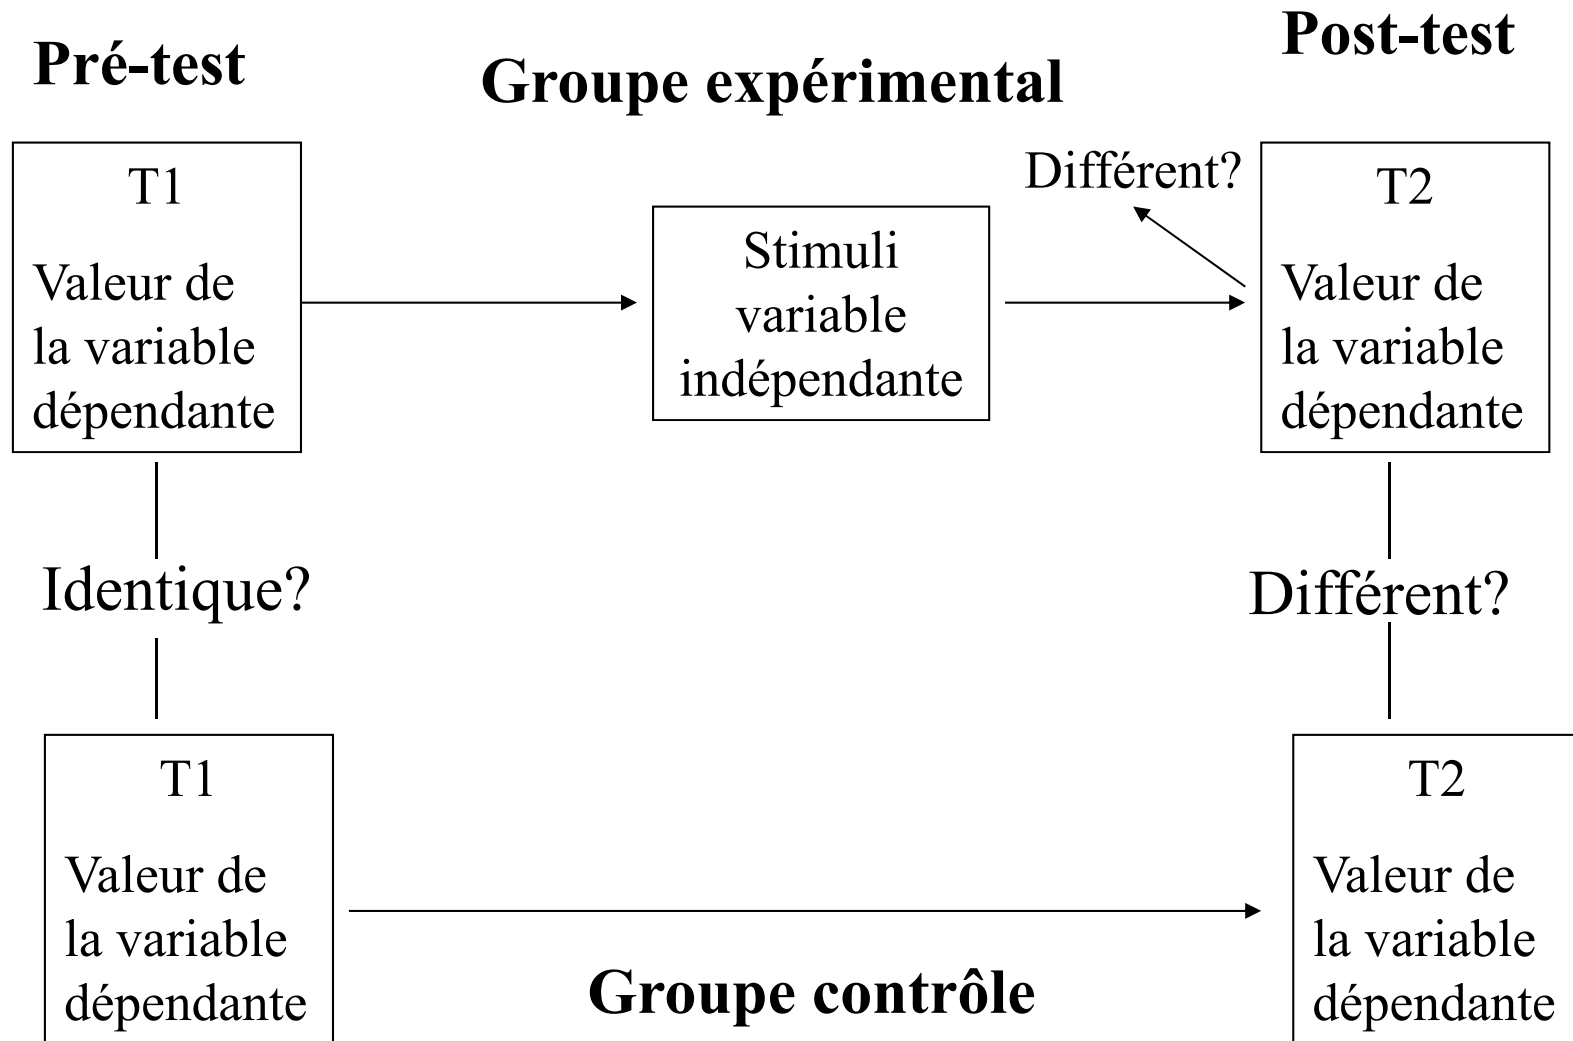 Pré-test
Groupe expérimental
Post-test
T1
Valeur de
la variable
dépendante
Stimuli
variable
indépendante
Différent?
T2
Valeur de
la variable
dépendante
Identique?
Différent?
T1
Valeur de
la variable
dépendante
Groupe contrôle
T2
Valeur de
la variable
dépendante